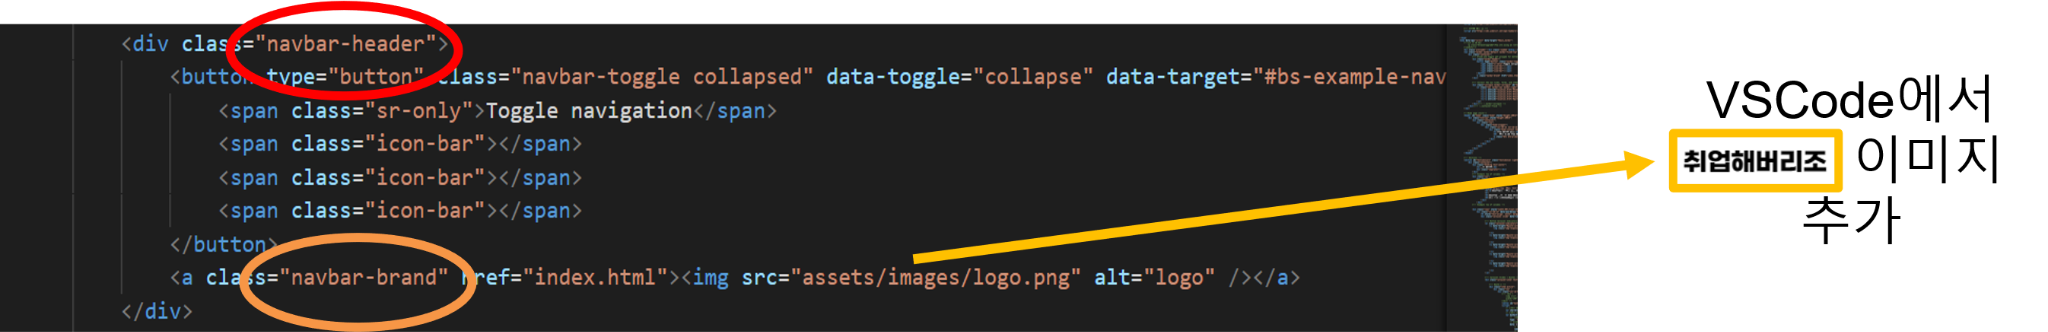 <div class="navbar-header">
<button type="button" class="navbar-toggle collapsed" data-toggle="collapse" data-target="#bs-example-nav
<span class="sr-only">Toggle navigation</span>
<span class="icon-bar"></span>
<span class="icon-bar"></span>
<span class="icon-bar"></span>
</button>
<a class="navbar-brand" href="index.html"><img src="assets/images/logo.png" alt="logo" /></a>
</div>
VSCode에서
취업해버리조 이미지
추가